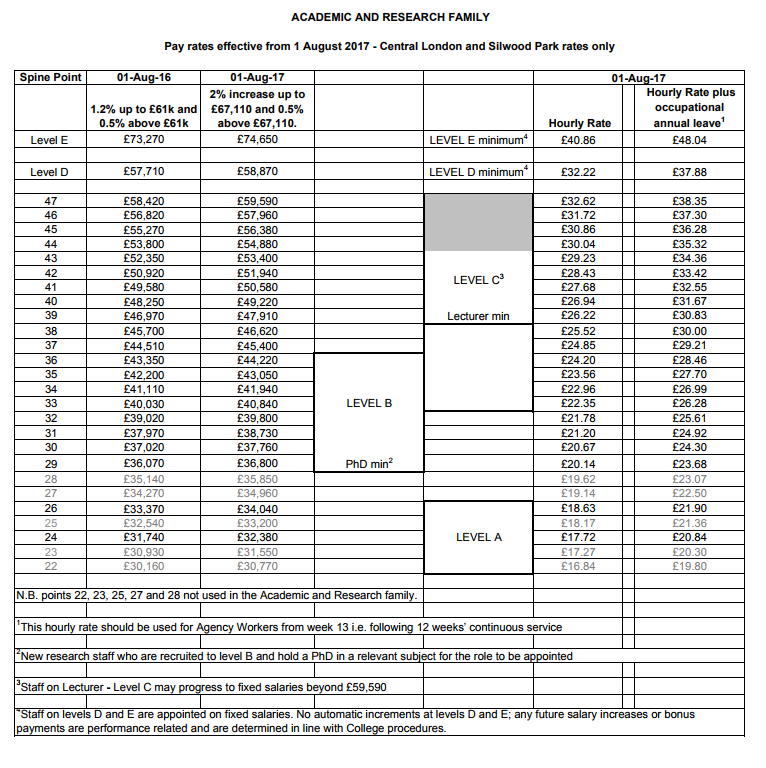 ACADEMIC AND RESEARCH FAMILY
Pay rates effective from 1 August 2017 - Central London and Silwood Park rates only
Spine Point 01-Aug-16 01-Aug-17 01-Aug-17
1.2% up to £61k and 0.5% above £61k 2% increase up to £67,110 and 0.5% above £67,110. Hourly Rate Hourly Rate plus occupational annual leave1
Level E £73,270 £74,650 LEVEL E minimum4 £40.86 £48.04
Level D £57,710 £58,870 LEVEL D minimum4 £32.22 £37.88
47 £58,420 £59,590 £32.62 £38.35
46 £56,820 £57,960 £31.72 £37.30
45 £55,270 £56,380 £30.86 £36.28
44 £53,800 £54,880 £30.04 £35.32
43 £52,350 £53,400 £29.23 £34.36
42 £50,920 £51,940 LEVEL C3 £28.43 £33.42
41 £49,580 £50,580 £27.68 £32.55
40 £48,250 £49,220 £26.94 £31.67
39 £46,970 £47,910 Lecturer min £26.22 £30.83
38 £45,700 £46,620 £25.52 £30.00
37 £44,510 £45,400 £24.85 £29.21
36 £43,350 £44,220 £24.20 £28.46
35 £42,200 £43,050 £23.56 £27.70
34 £41,110 £41,940 £22.96 £26.99
33 £40,030 £40,840 LEVEL B £22.35 £26.28
32 £39,020 £39,800 £21.78 £25.61
31 £37,970 £38,730 £21.20 £24.92
30 £37,020 £37,760 £20.67 £24.30
29 £36,070 £36,800 PhD min2 £20.14 £23.68
28 £35,140 £35,850 £19.62 £23.07
27 £34,270 £34,960 £19.14 £22.50
26 £33,370 £34,040 £18.63 £21.90
25 £32,540 £33,200 £18.17 £21.36
24 £31,740 £32,380 LEVEL A £17.72 £20.84
23 £30,930 £31,550 £17.27 £20.30
22 £30,160 £30,770 £16.84 £19.80
N.B. points 22, 23, 25, 27 and 28 not used in the Academic and Research family.
1This hourly rate should be used for Agency Workers from week 13 i.e. following 12 weeks' continuous service
2New research staff who are recruited to level B and hold a PhD in a relevant subject for the role to be appointed
3Staff on Lecturer - Level C may progress to fixed salaries beyond £59,590
4Staff on levels D and E are appointed on fixed salaries. No automatic increments at levels D and E; any future salary increases or bonus
payments are performance related and are determined in line with College procedures.